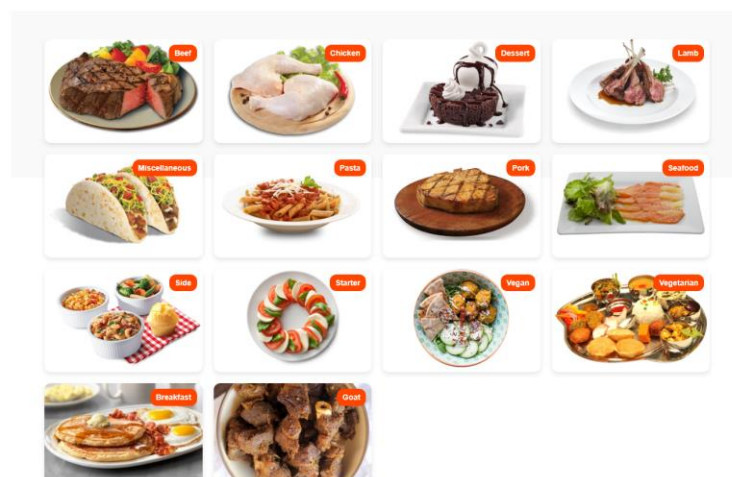 Beef
Chicken
Dessert
Lamb
Miscellaneous
Pasta
Pork
Seafood
Side
Starter
Vegan
Vegetarian
Breakfast
Goat